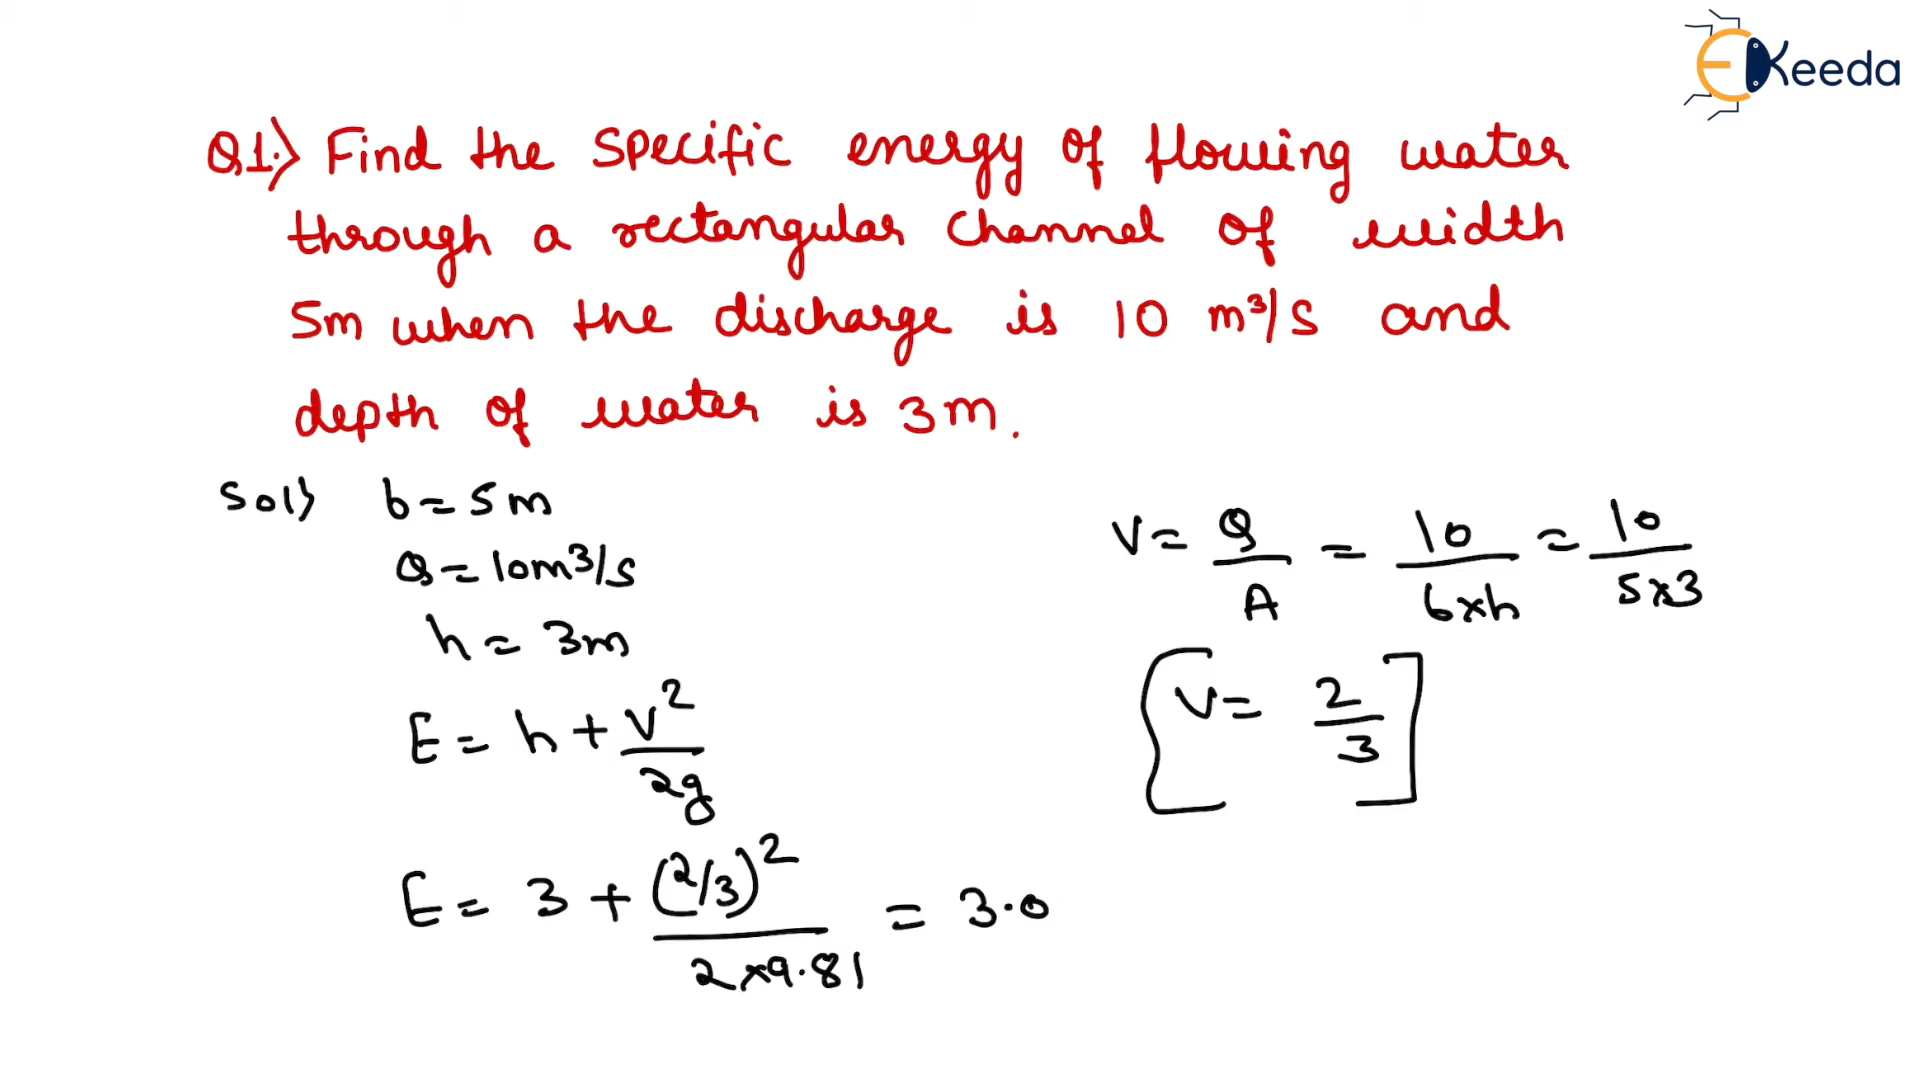 EKeeda
Q1.) Find the specific energy of flowing water
through a rectangular channel of width
5m when the discharge is 10 m³/s and
depth of water is 3m.
Sol) b = 5m
Q = 10m³/s
h = 3m
E = h + v²/2g
E = 3 + (2/3)²/2×9.81 = 3.0
V = Q/A = 10/b×h = 10/5×3
[V = 2/3]